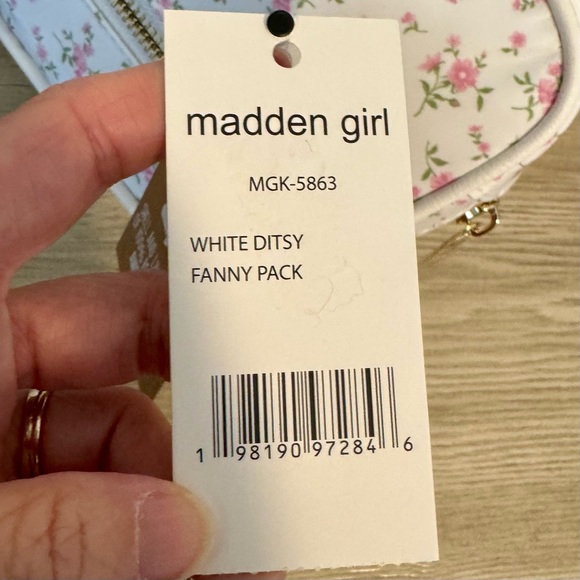 madden girl
MGK-5863
WHITE DITSY
FANNY PACK
1 98190 97284 6